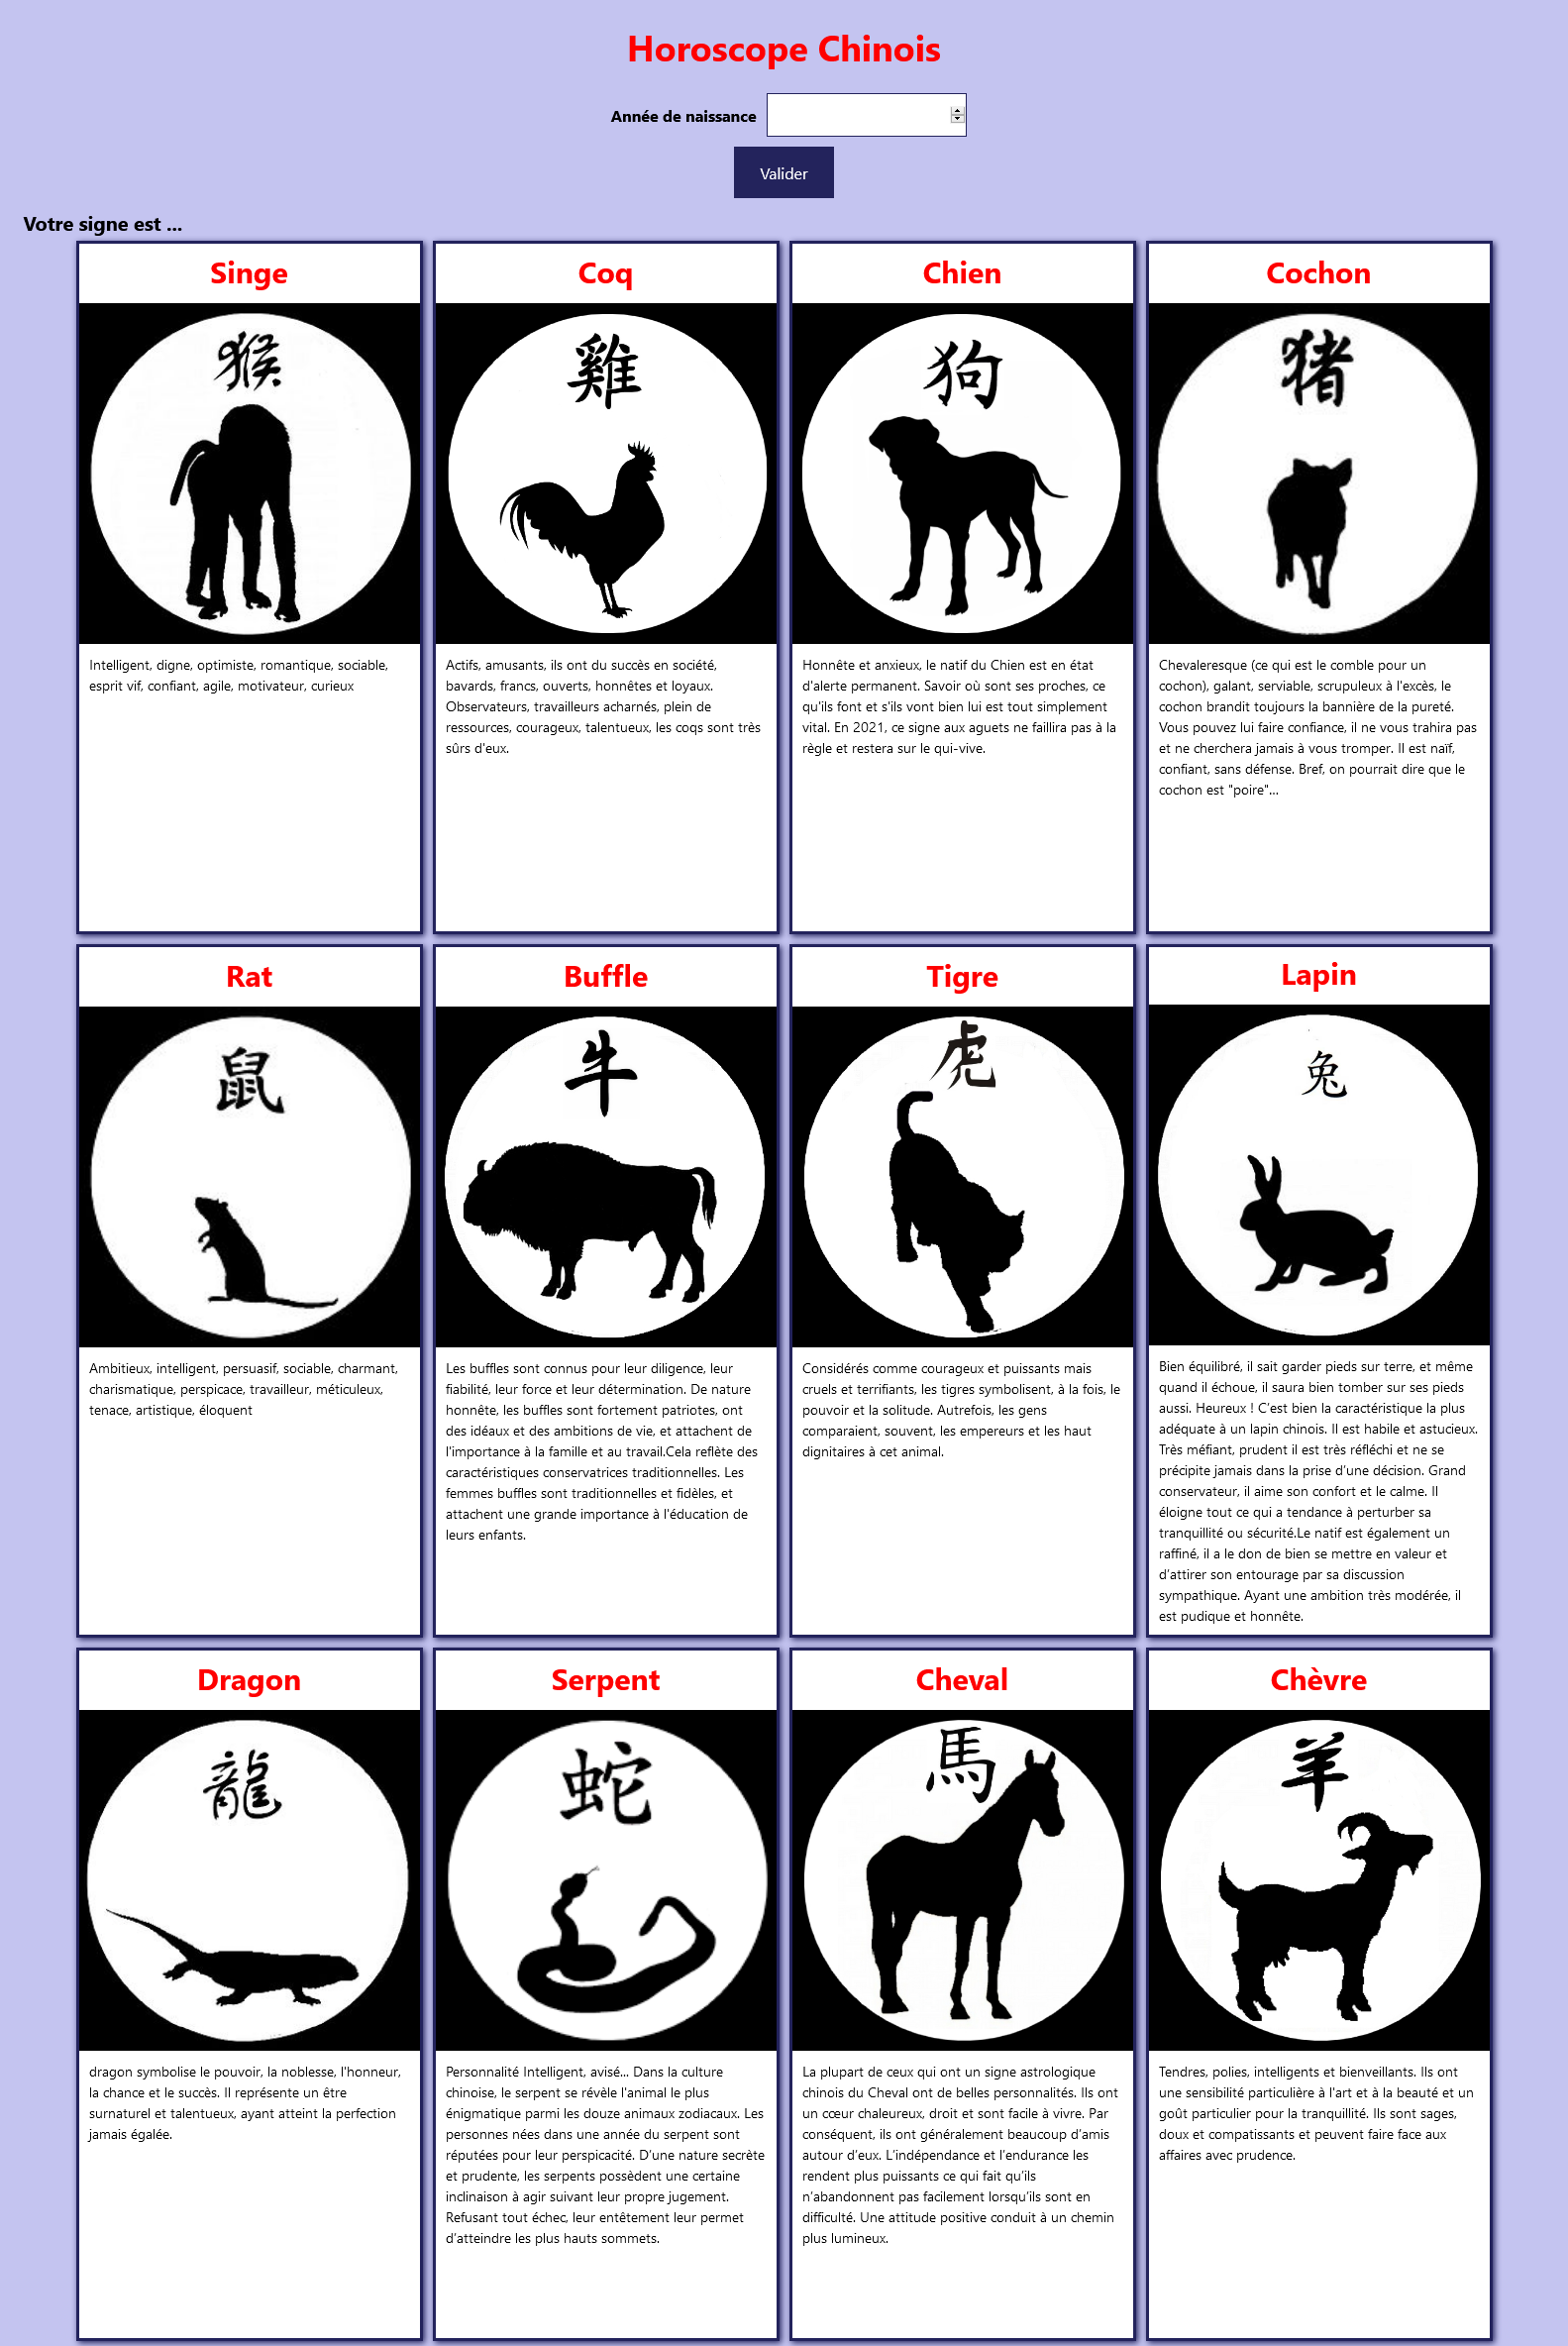 Horoscope Chinois
Année de naissance
Valider
Votre signe est ...
Singe
猴
Intelligent, digne, optimiste, romantique, sociable,
esprit vif, confiant, agile, motivateur, curieux
Coq
雞
Actifs, amusants, ils ont du succès en société,
bavards, francs, ouverts, honnêtes et loyaux.
Observateurs, travailleurs acharnés, plein de
ressources, courageux, talentueux, les coqs sont très
sûrs d'eux.
Chien
狗
Honnête et anxieux, le natif du Chien est en état
d'alerte permanent. Savoir où sont ses proches, ce
qu'ils font et s'ils vont bien lui est tout simplement
vital. En 2021, ce signe aux aguets ne faillira pas à la
règle et restera sur le qui-vive.
Cochon
猪
Chevaleresque (ce qui est le comble pour un
cochon), galant, serviable, scrupuleux à l'excès, le
cochon brandit toujours la bannière de la pureté.
Vous pouvez lui faire confiance, il ne vous trahira pas
et ne cherchera jamais à vous tromper. Il est naïf,
confiant, sans défense. Bref, on pourrait dire que le
cochon est "poire"...
Rat
鼠
Ambitieux, intelligent, persuasif, sociable, charmant,
charismatique, perspicace, travailleur, méticuleux,
tenace, artistique, éloquent
Buffle
牛
Les buffles sont connus pour leur diligence, leur
fiabilité, leur force et leur détermination. De nature
honnête, les buffles sont fortement patriotes, ont
des idéaux et des ambitions de vie, et attachent de
l'importance à la famille et au travail.Cela reflète des
caractéristiques conservatrices traditionnelles. Les
femmes buffles sont traditionnelles et fidèles, et
attachent une grande importance à l'éducation de
leurs enfants.
Tigre
虎
Considérés comme courageux et puissants mais
cruels et terrifiants, les tigres symbolisent, à la fois, le
pouvoir et la solitude. Autrefois, les gens
comparaient, souvent, les empereurs et les haut
dignitaires à cet animal.
Lapin
兔
Bien équilibré, il sait garder pieds sur terre, et même
quand il échoue, il saura bien tomber sur ses pieds
aussi. Heureux ! C’est bien la caractéristique la plus
adéquate à un lapin chinois. Il est habile et astucieux.
Très méfiant, prudent il est très réfléchi et ne se
précipite jamais dans la prise d’une décision. Grand
conservateur, il aime son confort et le calme. Il
éloigne tout ce qui a tendance à perturber sa
tranquillité ou sécurité.Le natif est également un
raffiné, il a le don de bien se mettre en valeur et
d’attirer son entourage par sa discussion
sympathique. Ayant une ambition très modérée, il
est pudique et honnête.
Dragon
龍
dragon symbolise le pouvoir, la noblesse, l'honneur,
la chance et le succès. Il représente un être
surnaturel et talentueux, ayant atteint la perfection
jamais égalée.
Serpent
蛇
Personnalité Intelligent, avisé... Dans la culture
chinoise, le serpent se révèle l'animal le plus
énigmatique parmi les douze animaux zodiacaux. Les
personnes nées dans une année du serpent sont
réputées pour leur perspicacité. D’une nature secrète
et prudente, les serpents possèdent une certaine
inclinaison à agir suivant leur propre jugement.
Refusant tout échec, leur entêtement leur permet
d’atteindre les plus hauts sommets.
Cheval
馬
La plupart de ceux qui ont un signe astrologique
chinois du Cheval ont de belles personnalités. Ils ont
un cœur chaleureux, droit et sont facile à vivre. Par
conséquent, ils ont généralement beaucoup d’amis
autour d’eux. L’indépendance et l’endurance les
rendent plus puissants ce qui fait qu’ils
n’abandonnent pas facilement lorsqu’ils sont en
difficulté. Une attitude positive conduit à un chemin
plus lumineux.
Chèvre
羊
Tendres, polies, intelligents et bienveillants. Ils ont
une sensibilité particulière à l'art et à la beauté et un
goût particulier pour la tranquillité. Ils sont sages,
doux et compatissants et peuvent faire face aux
affaires avec prudence.